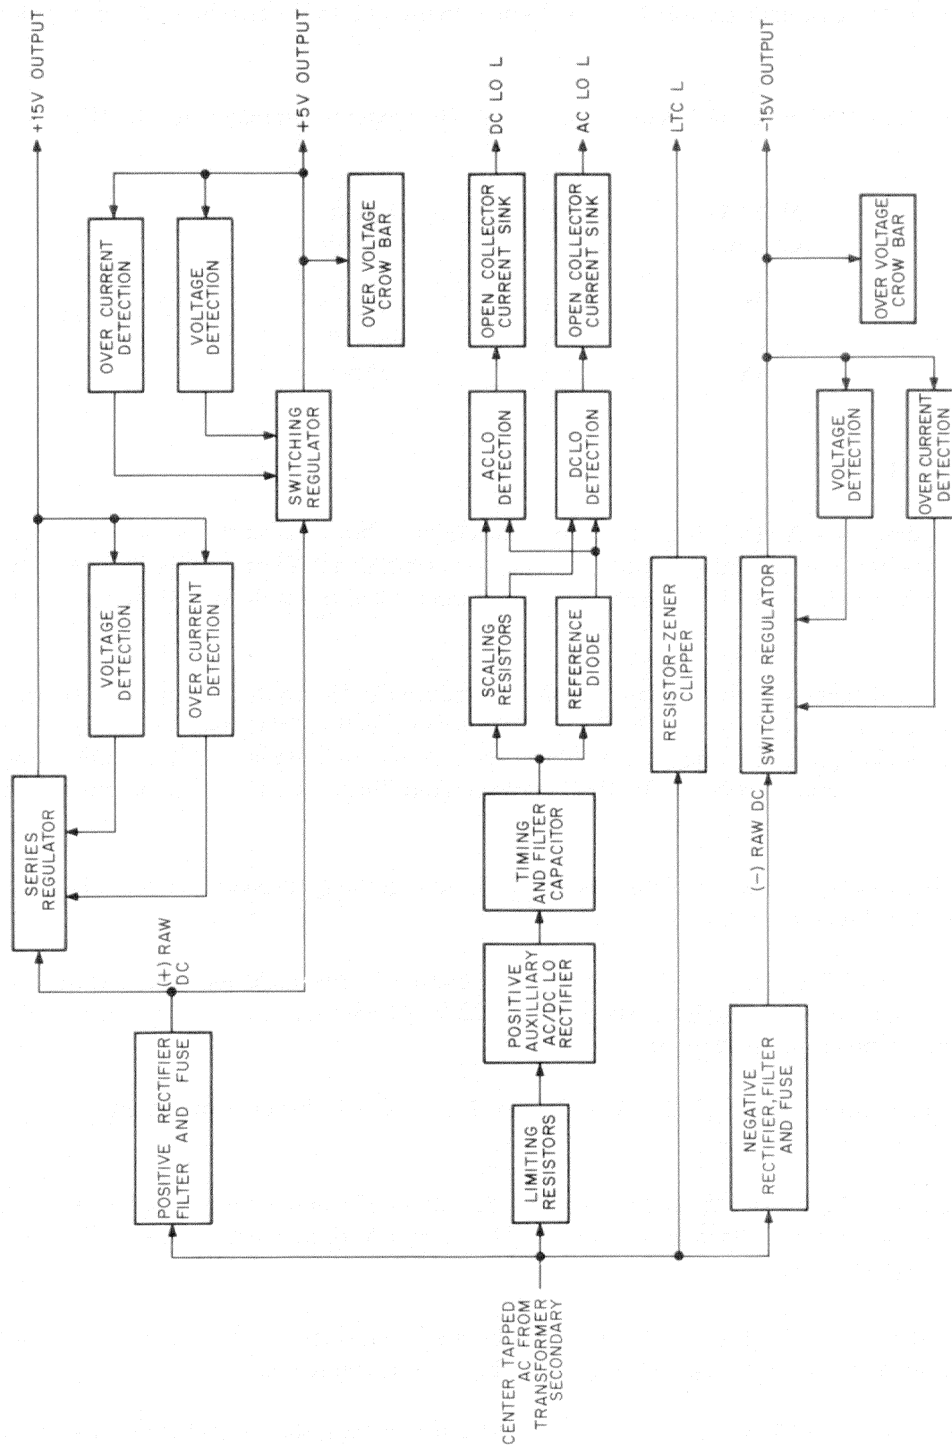 CENTER TAPPED
AC FROM
TRANSFORMER
SECONDARY
POSITIVE RECTIFIER
FILTER AND FUSE
(+) RAW
DC
SERIES
REGULATOR
VOLTAGE
DETECTION
OVER CURRENT
DETECTION
+15V OUTPUT
SWITCHING
REGULATOR
OVER CURRENT
DETECTION
VOLTAGE
DETECTION
OVER VOLTAGE
CROW BAR
+5V OUTPUT
LIMITING
RESISTORS
POSITIVE
AUXILLIARY
AC/DC LO
RECTIFIER
TIMING
AND FILTER
CAPACITOR
SCALING
RESISTORS
REFERENCE
DIODE
AC LO
DETECTION
DC LO
DETECTION
OPEN COLLECTOR
CURRENT SINK
OPEN COLLECTOR
CURRENT SINK
DC LO L
AC LO L
RESISTOR-ZENER
CLIPPER
LTC L
NEGATIVE
RECTIFIER, FILTER
AND FUSE
(-) RAW DC
SWITCHING REGULATOR
VOLTAGE
DETECTION
OVER CURRENT
DETECTION
OVER VOLTAGE
CROW BAR
-15V OUTPUT